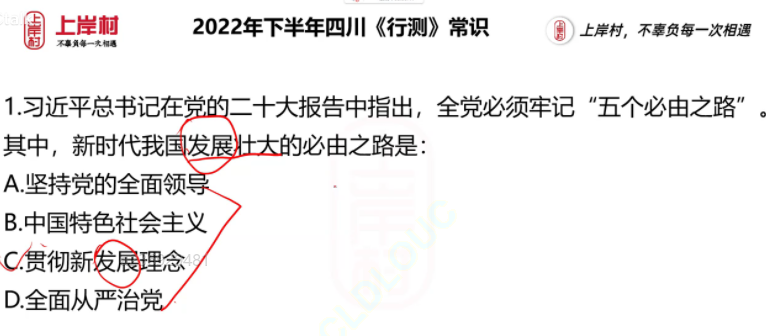 上岸村
不辜负每一次相遇
2022年下半年四川《行测》常识
上岸村，不辜负每一次相遇
1.习近平总书记在党的二十大报告中指出，全党必须牢记“五个必由之路”。
其中，新时代我国发展壮大的必由之路是：
A.坚持党的全面领导
B.中国特色社会主义
C.贯彻新发展理念
D.全面从严治党